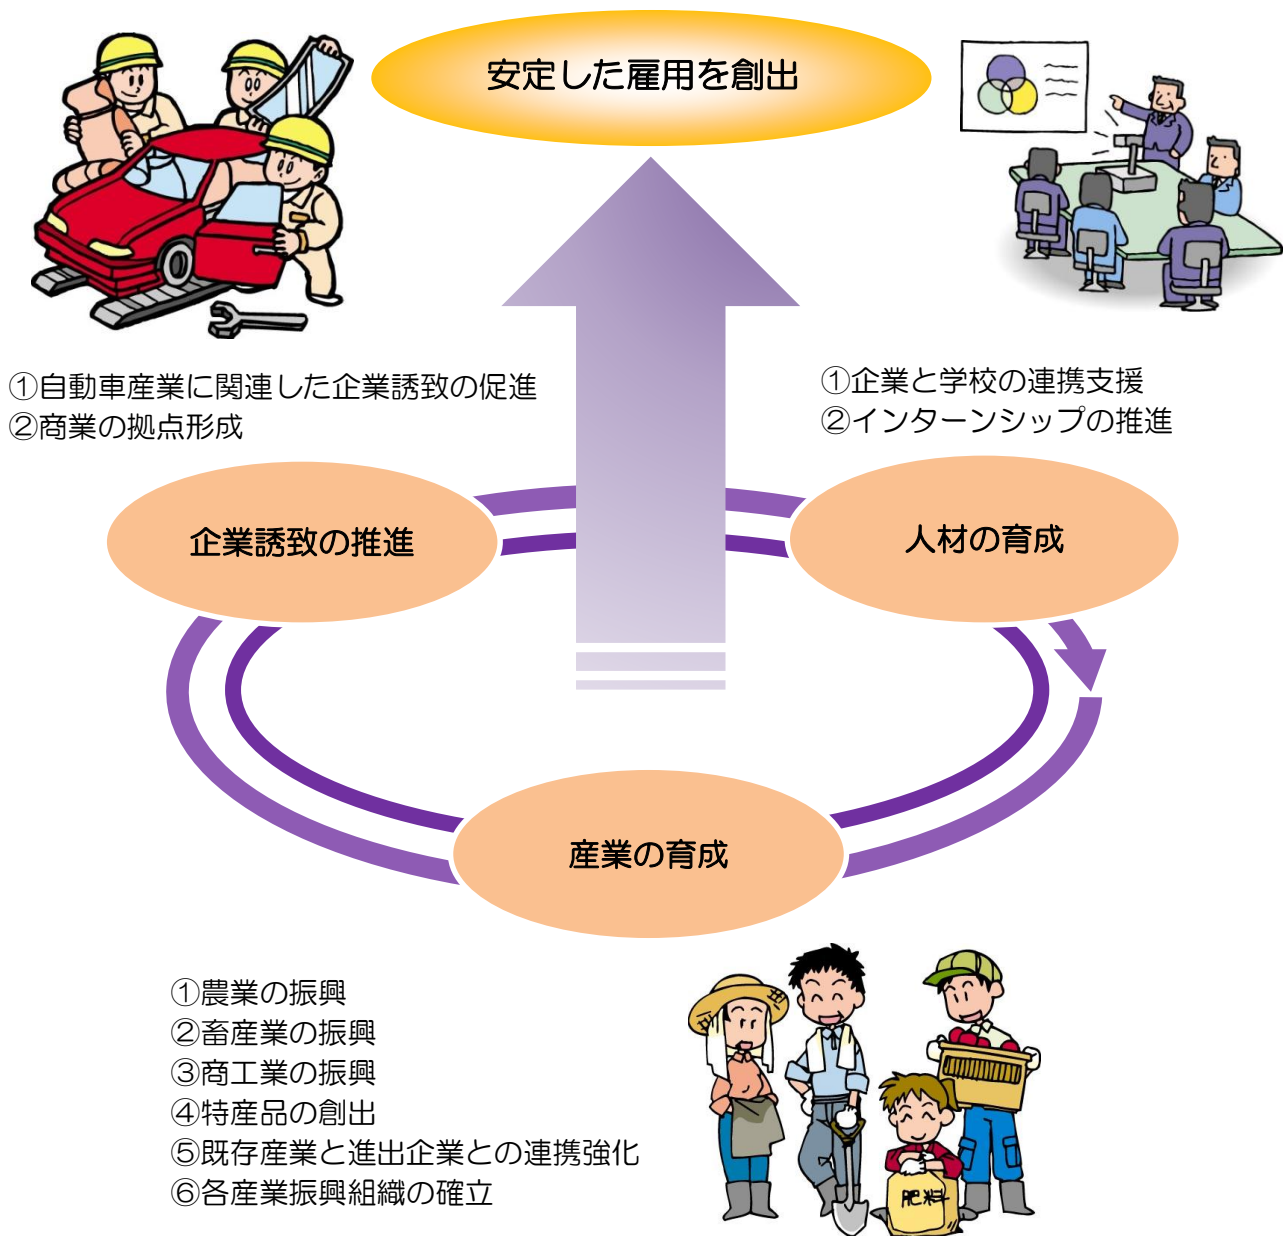 安定した雇用を創出
①自動車産業に関連した企業誘致の促進
②商業の拠点形成
①企業と学校の連携支援
②インターンシップの推進
企業誘致の推進
人材の育成
産業の育成
①農業の振興
②畜産業の振興
③商工業の振興
④特産品の創出
⑤既存産業と進出企業との連携強化
⑥各産業振興組織の確立
肥料